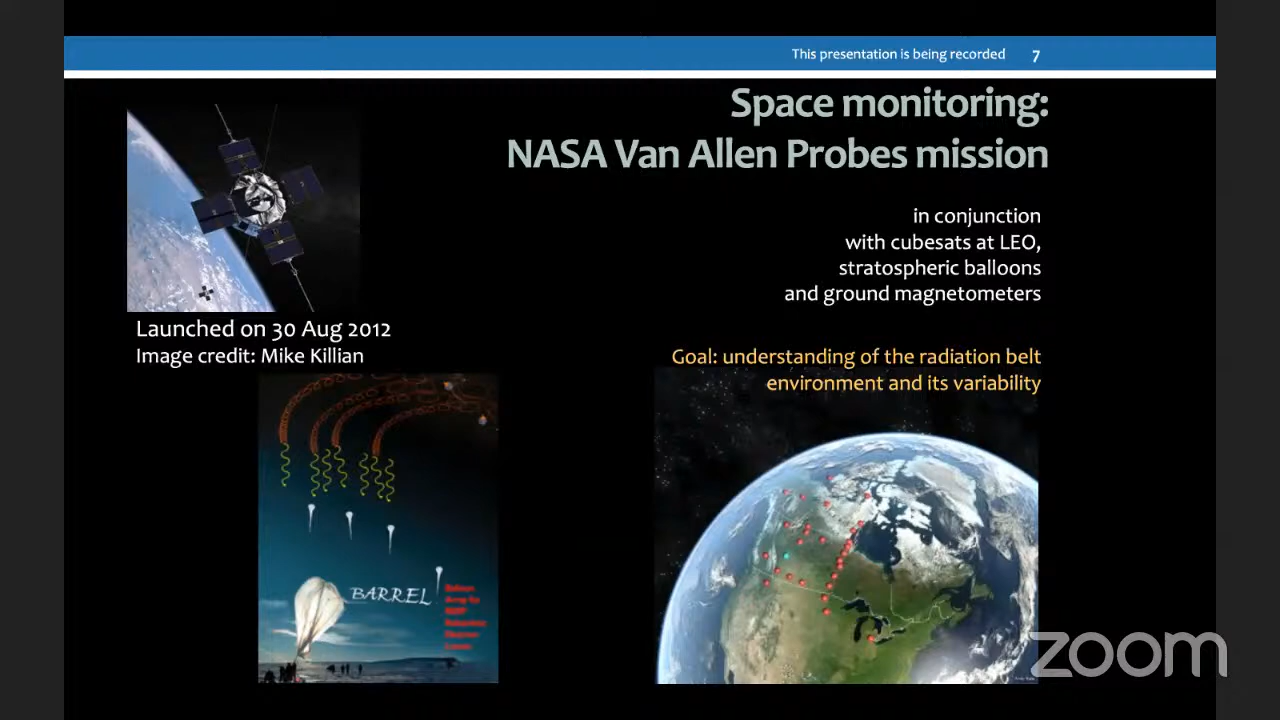 This presentation is being recorded 7
Space monitoring:
NASA Van Allen Probes mission
in conjunction
with cubesats at LEO,
stratospheric balloons
and ground magnetometers
Launched on 30 Aug 2012
Image credit: Mike Killian
Goal: understanding of the radiation belt
environment and its variability
BARREL
zoom